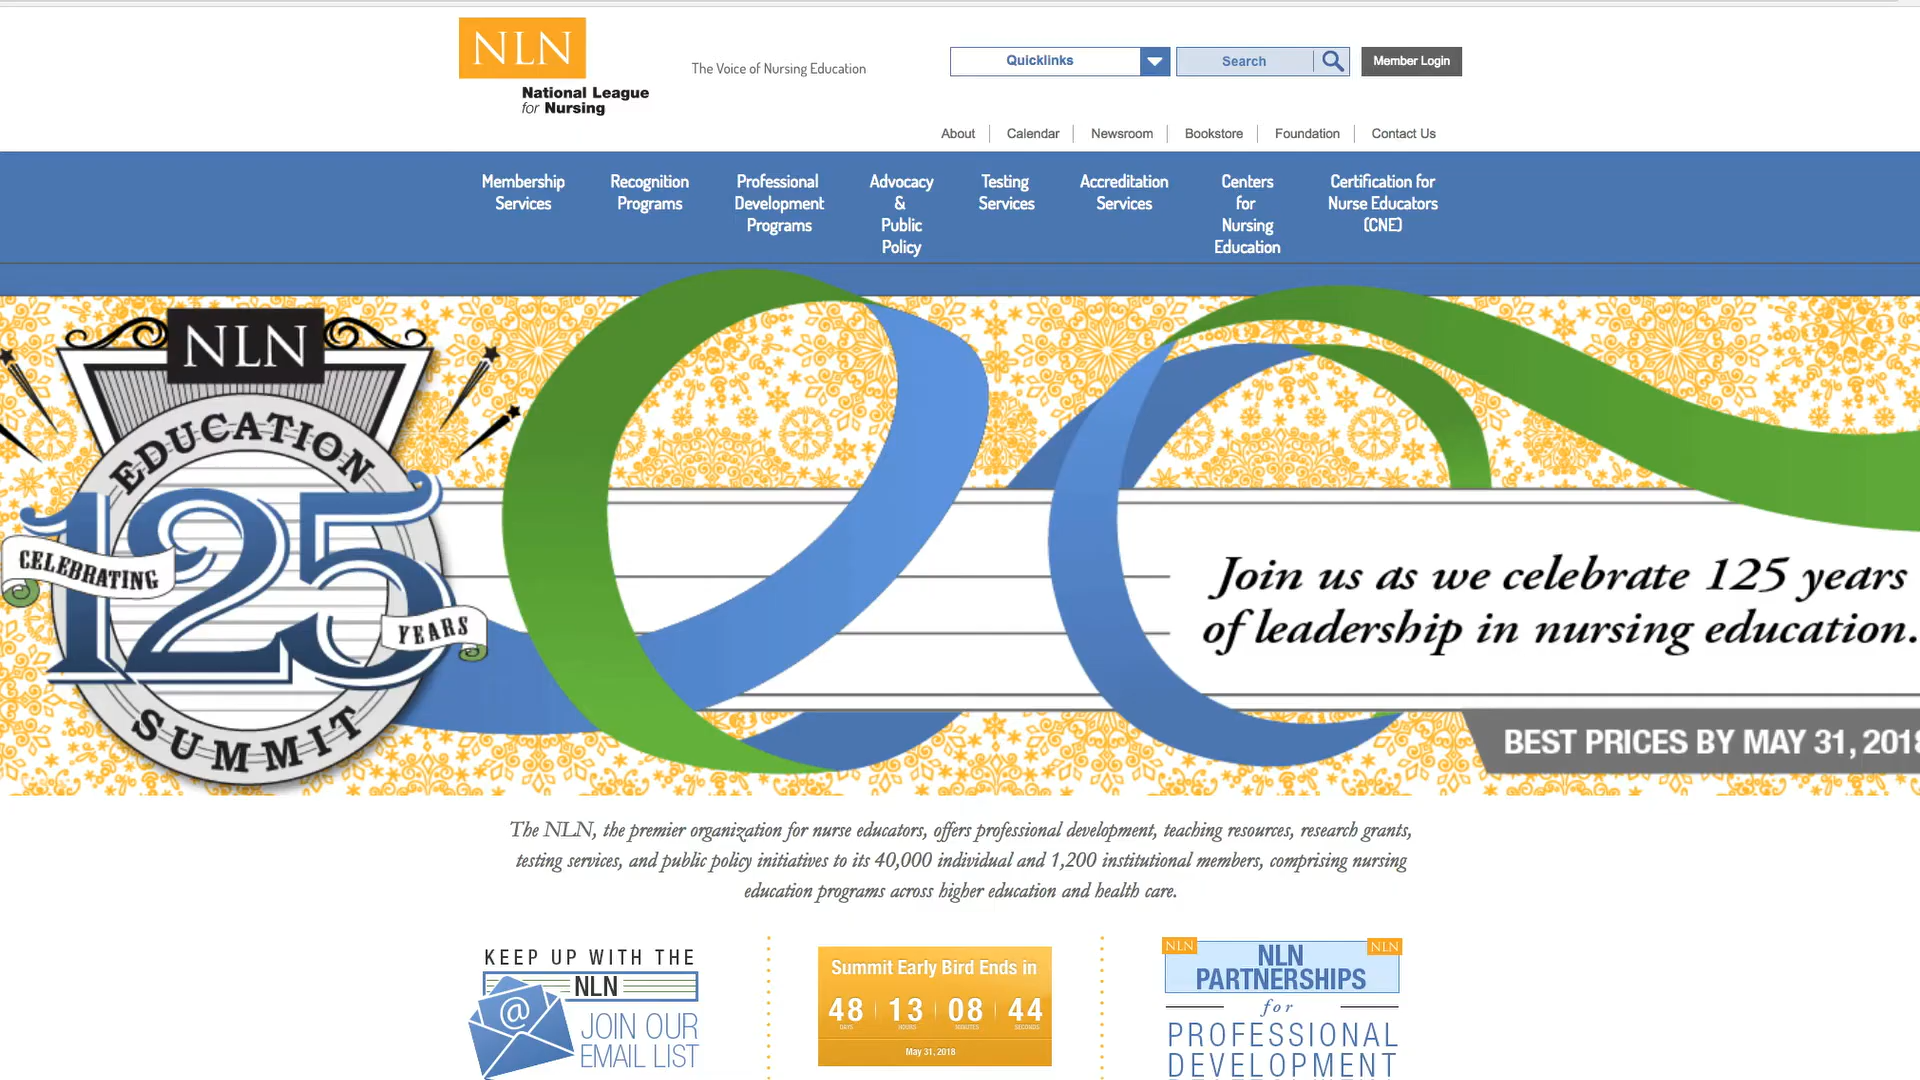 NLN
National League
for Nursing
The Voice of Nursing Education
Quicklinks
Search
Member Login
About
Calendar
Newsroom
Bookstore
Foundation
Contact Us
Membership
Services
Recognition
Programs
Professional
Development
Programs
Advocacy
&
Public
Policy
Testing
Services
Accreditation
Services
Centers
for
Nursing
Education
Certification for
Nurse Educators
(CNE)
NLN
EDUCATION
CELEBRATING
125
YEARS
SUMMIT
Join us as we celebrate 125 years
of leadership in nursing education.
BEST PRICES BY MAY 31, 2018
The NLN, the premier organization for nurse educators, offers professional development, teaching resources, research grants,
testing services, and public policy initiatives to its 40,000 individual and 1,200 institutional members, comprising nursing
education programs across higher education and health care.
KEEP UP WITH THE
NLN
@
JOIN OUR
EMAIL LIST
Summit Early Bird Ends in
48 13 08 44
DAYS HOURS MINUTES SECONDS
May 31, 2018
NLN NLN
NLN
PARTNERSHIPS
for
PROFESSIONAL
DEVELOPMENT